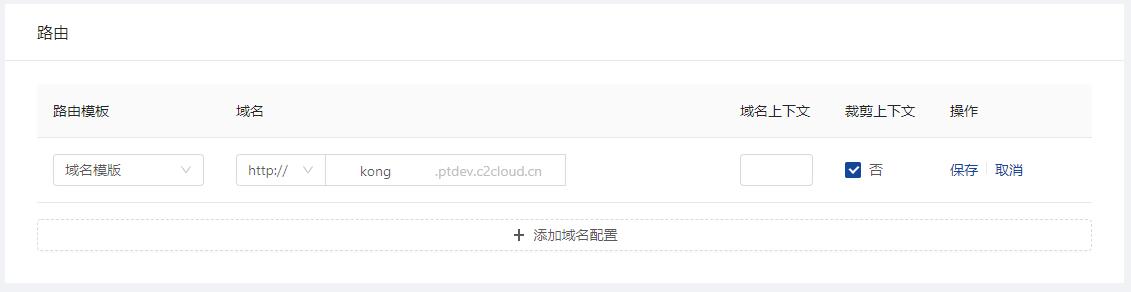 路由
路由模板 域名 域名上下文 裁剪上下文 操作
域名模版 http:// kong .ptdev.c2cloud.cn 否 保存 取消
+ 添加域名配置